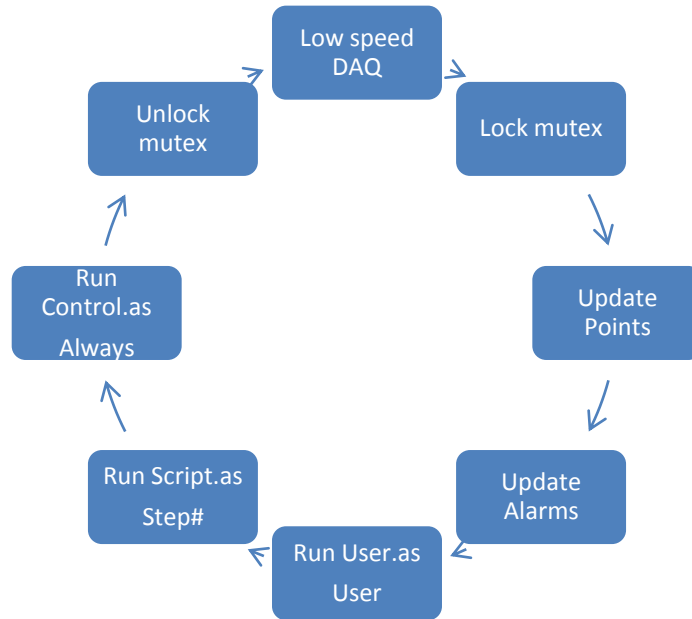 Low speed
DAQ
Lock mutex
Update
Points
Update
Alarms
Run User.as
User
Run Script.as
Step#
Run
Control.as
Always
Unlock
mutex